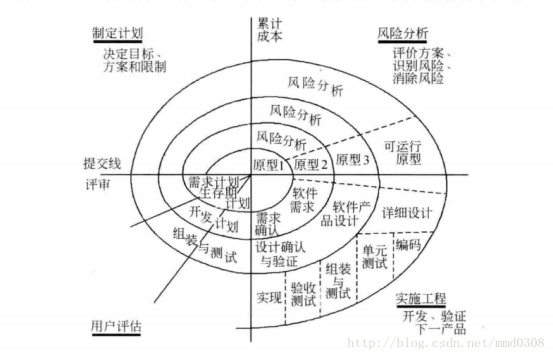 制定计划
决定目标、
方案和限制
累计
成本
风险分析
评价方案、
识别风险、
消除风险
风险分析
风险分析
风险分析
可运行
原型
原型1
原型2
原型3
提交线
评审
需求计划
生存期
计划
开发计划
组装与测试
需求
确认
软件
需求
软件产
品设计
详细设计
设计确认
与验证
实现
验收
测试
组装
与
测试
单元
测试
编码
用户评估
实施工程
开发、验证
下一产品
http://blog.csdn.net/mmd0308